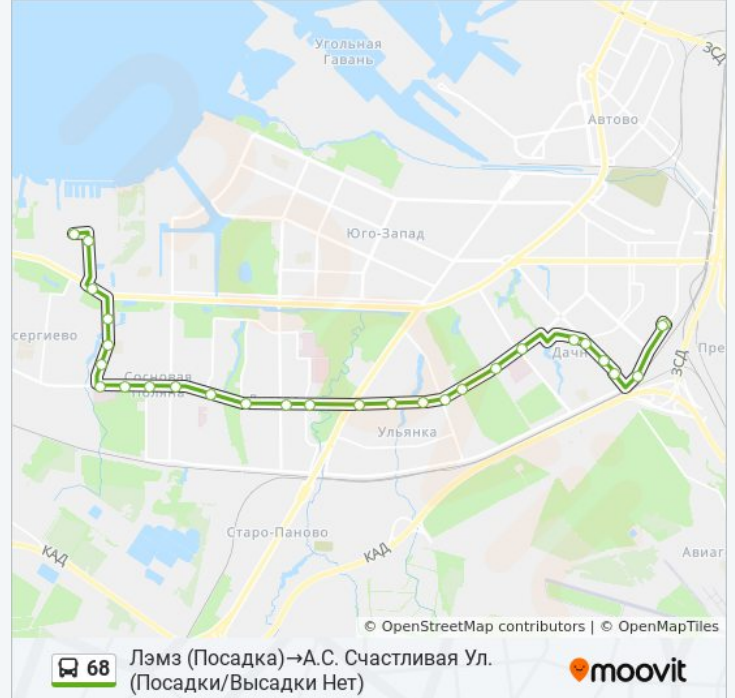 Угольная
Гавань
ЗСД
Автово
Юго-Запад
сергиево
Дачн
ЗСД
Пре
Сосновая
Поляна
Ульянка
Старо-Паново
КАД
КАД
Авиаг
© OpenStreetMap contributors | © OpenMapTiles
68
Лэмз (Посадка)→А.С. Счастливая Ул.
(Посадки/Высадки Нет)
moovit